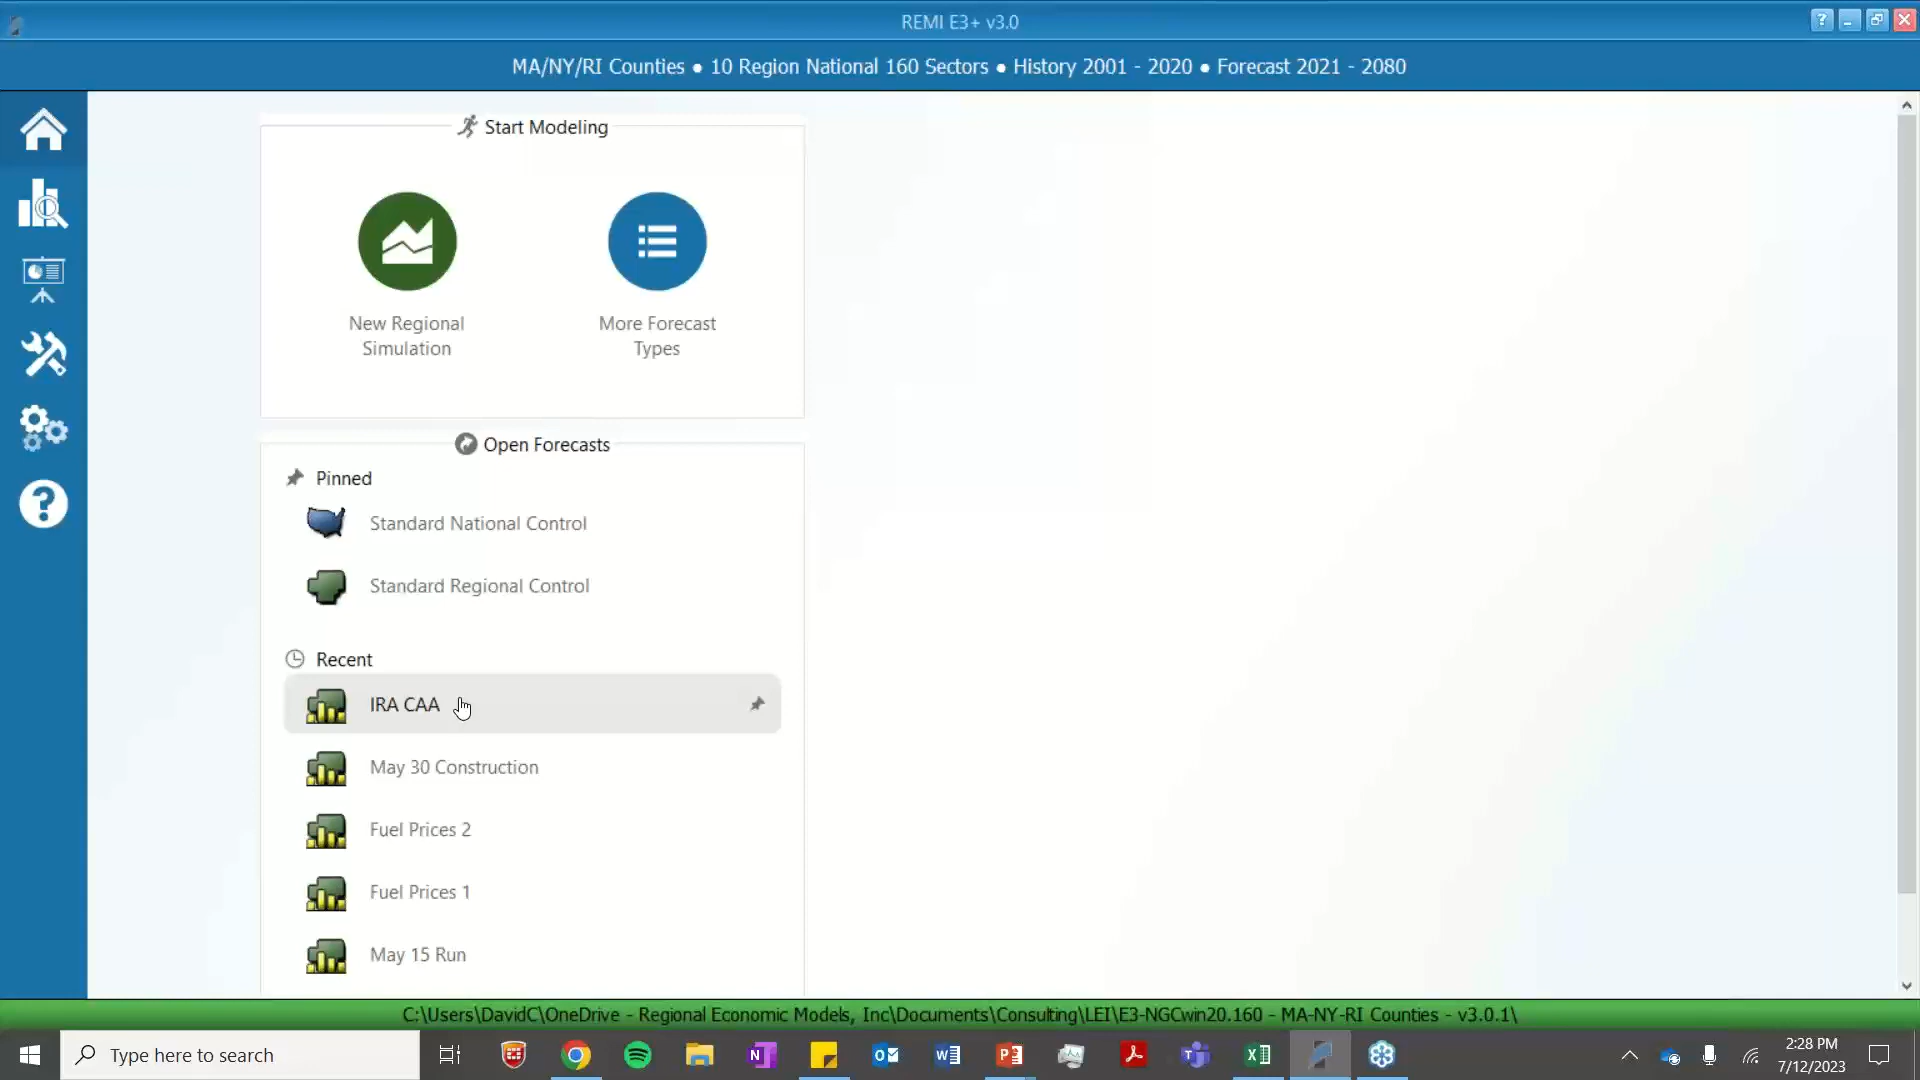 REMI E3+ v3.0
MA/NY/RI Counties ● 10 Region National 160 Sectors ● History 2001 - 2020 ● Forecast 2021 - 2080
Start Modeling
New Regional
Simulation
More Forecast
Types
Open Forecasts
Pinned
Standard National Control
Standard Regional Control
Recent
IRA CAA
May 30 Construction
Fuel Prices 2
Fuel Prices 1
May 15 Run
C:\Users\DavidC\OneDrive - Regional Economic Models, Inc\Documents\Consulting\LEI\E3-NGCwin20.160 - MA-NY-RI Counties - v3.0.1\
Type here to search
2:28 PM
7/12/2023